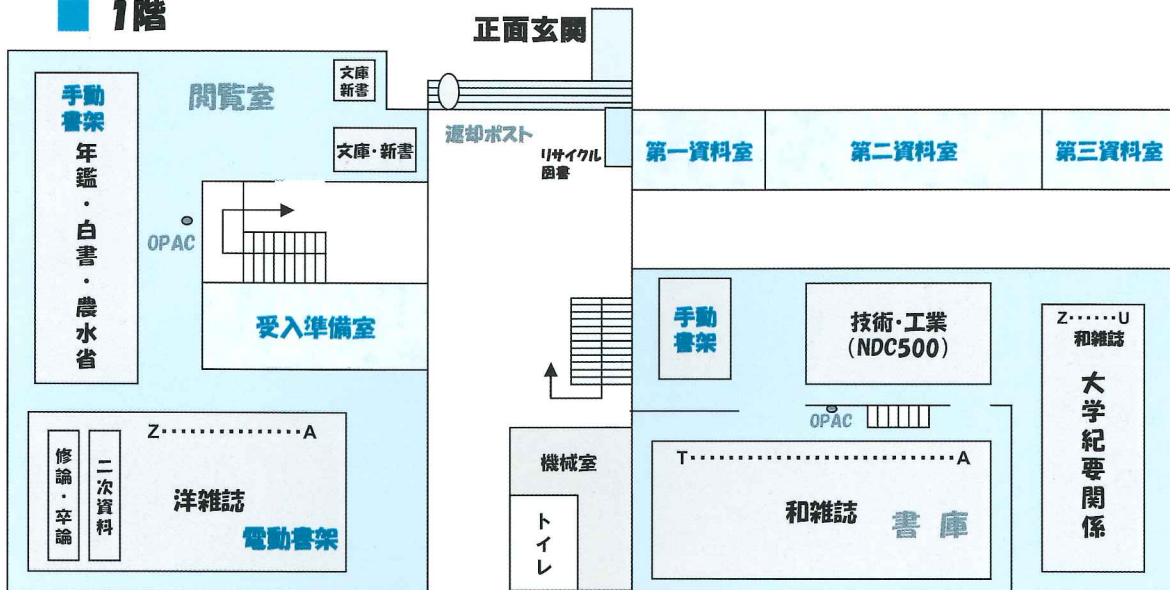 1階
正面玄関
手動
書架
年鑑・白書・農水省
閲覧室
文庫
新書
文庫・新書
OPAC
受入準備室
Z··············A
修論・卒論
二次資料
洋雑誌
電動書架
返却ポスト
リサイクル
図書
機械室
トイレ
第一資料室
第二資料室
第三資料室
手動
書架
技術・工業
(NDC500)
OPAC
T··························A
和雑誌
書庫
Z······U
和雑誌
大学紀要関係